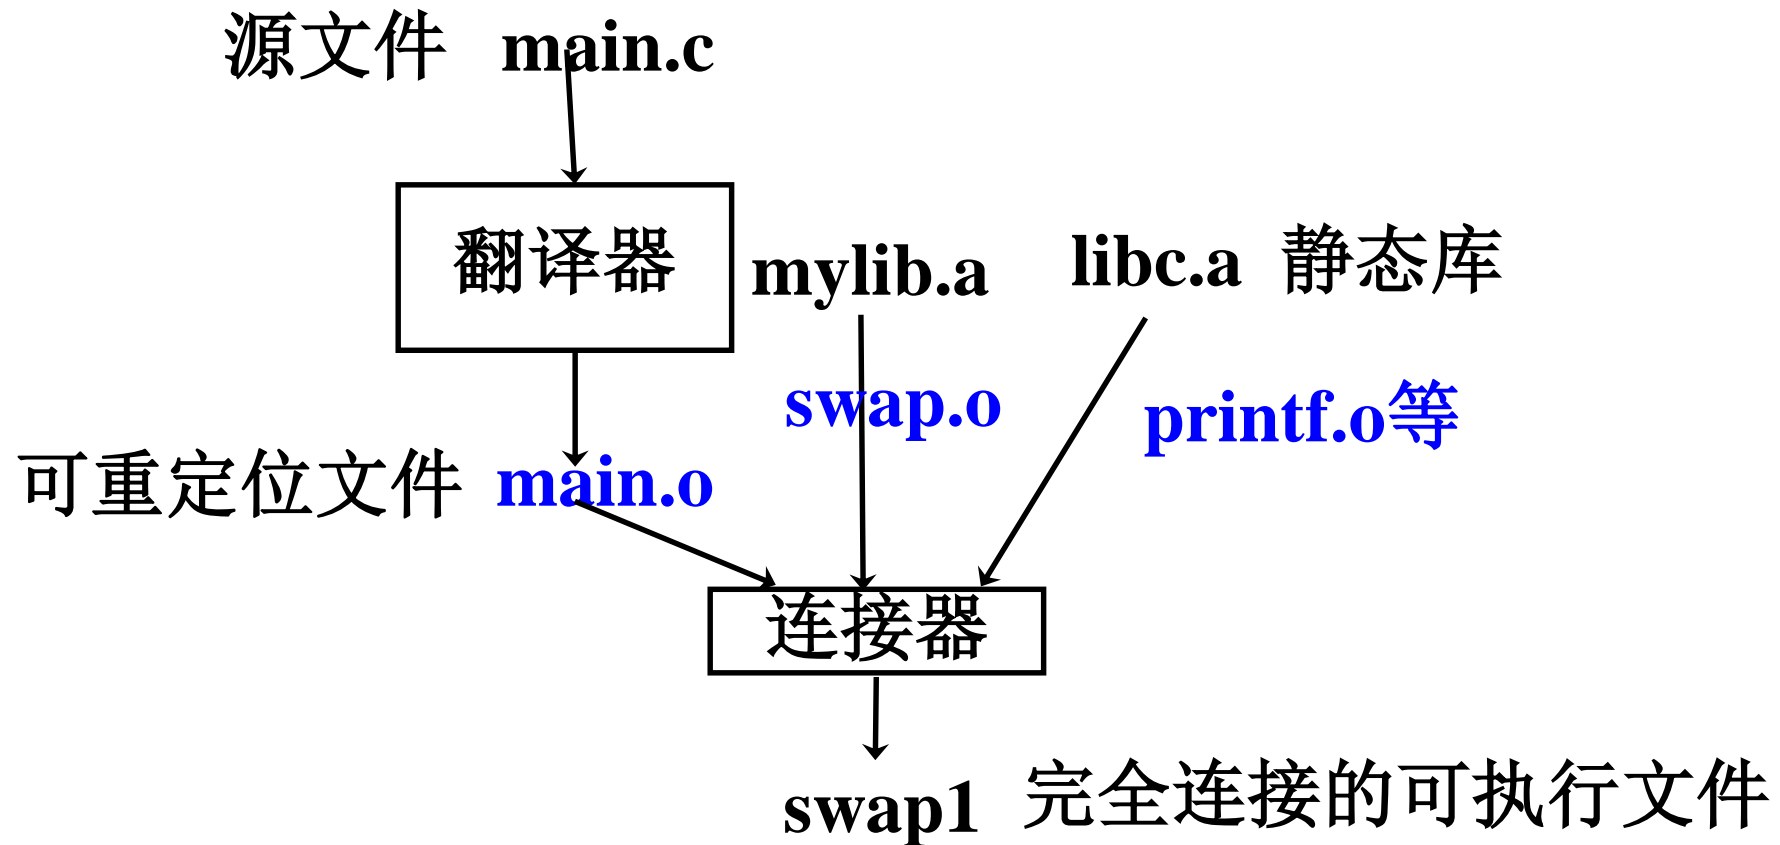 源文件 main.c
翻译器
mylib.a
libc.a 静态库
swap.o
printf.o等
可重定位文件 main.o
连接器
swap1 完全连接的可执行文件